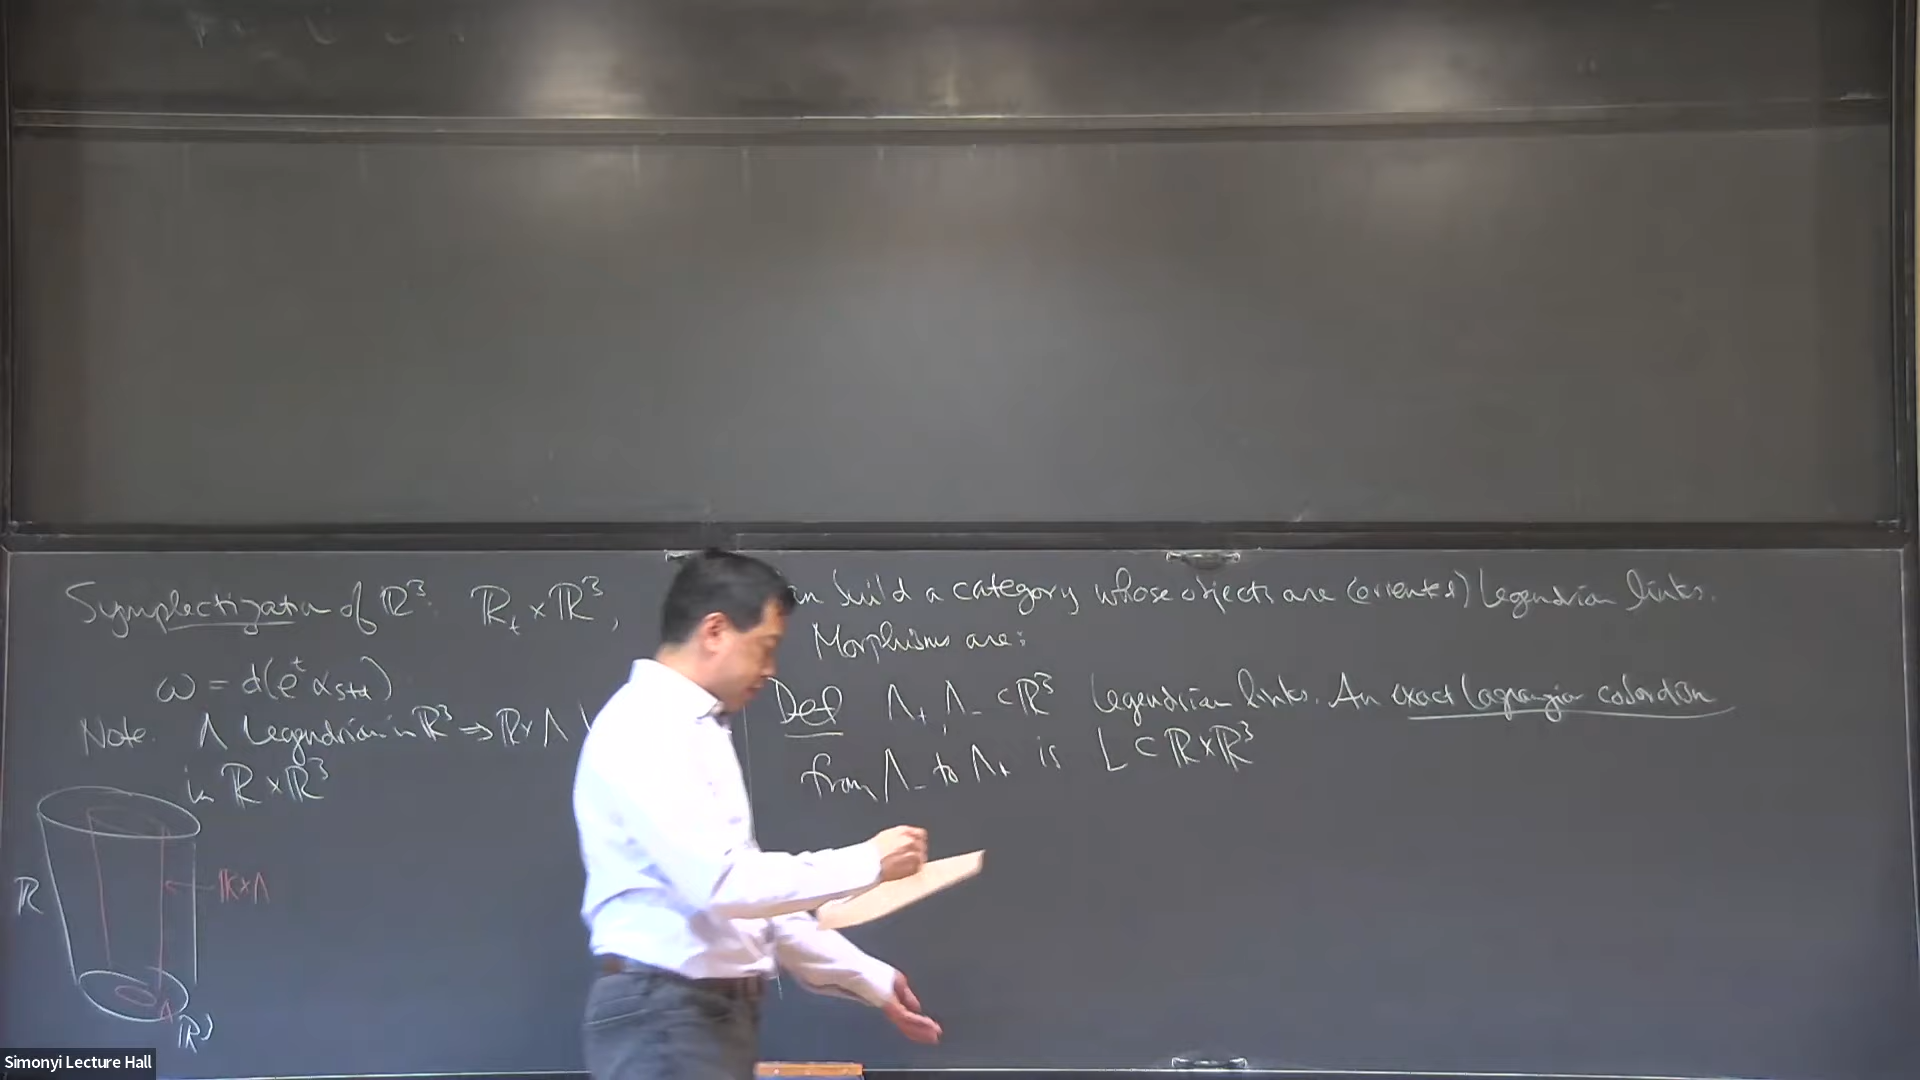 Symplectization of ℝ³: ℝₜ × ℝ³,
ω = d(eᵗ α_std)
Note. Λ Legendrian in ℝ³ ⇒ ℝ×Λ
in ℝ × ℝ³
ℝ
ℝ×Λ
Λ
ℝ³
build a category whose objects are (oriented) Legendrian links.
Morphisms are:
Def Λ₊, Λ₋ ⊂ ℝ³ Legendrian links. An exact Lagrangian cobordism
from Λ₋ to Λ₊ is L ⊂ ℝ×ℝ³
Simonyi Lecture Hall